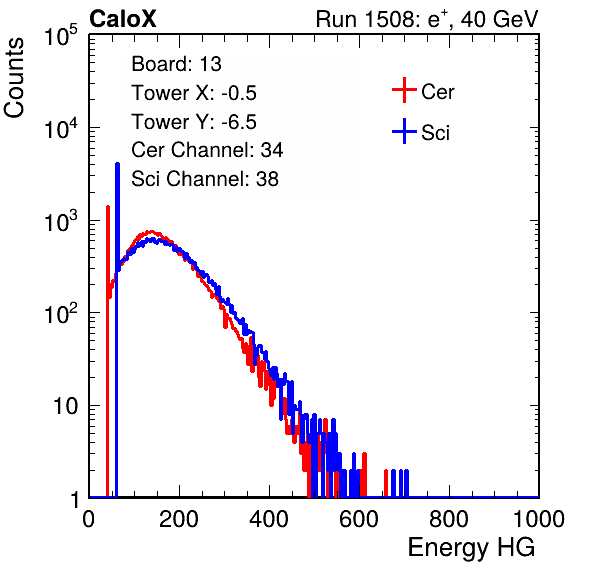 CaloX Run 1508: e⁺, 40 GeV
Counts
10⁵
10⁴
10³
10²
10
1
Board: 13
Tower X: -0.5
Tower Y: -6.5
Cer Channel: 34
Sci Channel: 38
Cer
Sci
0 200 400 600 800 1000
Energy HG